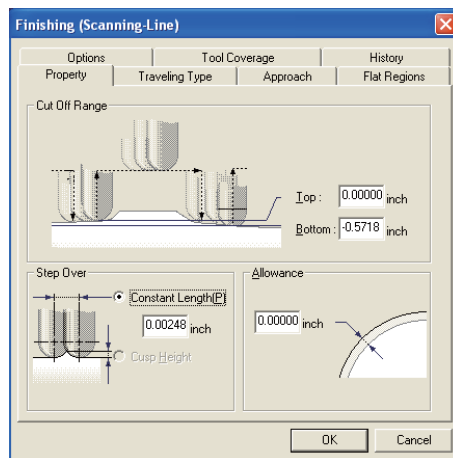 Finishing (Scanning-Line)
Options Tool Coverage History
Property Traveling Type Approach Flat Regions
Cut Off Range
Top : 0.00000 inch
Bottom : -0.5718 inch
Step Over
Constant Length(P)
0.00248 inch
Cusp Height
Allowance
0.00000 inch
OK Cancel